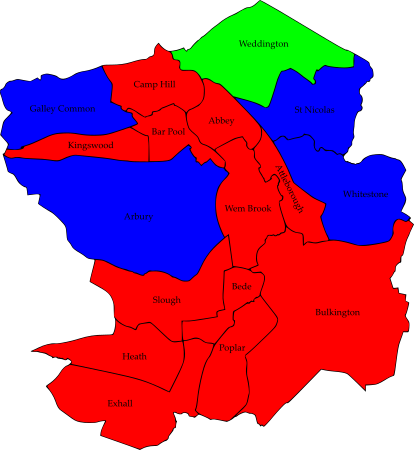 Weddington
Camp Hill
Galley Common
St Nicolas
Abbey
Bar Pool
Kingswood
Attleborough
Whitestone
Arbury
Wem Brook
Bede
Slough
Bulkington
Poplar
Heath
Exhall